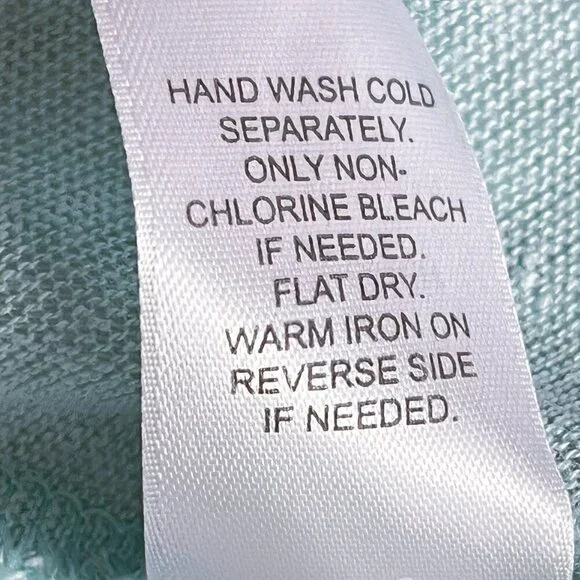 HAND WASH COLD
SEPARATELY.
ONLY NON-
CHLORINE BLEACH
IF NEEDED.
FLAT DRY.
WARM IRON ON
REVERSE SIDE
IF NEEDED.